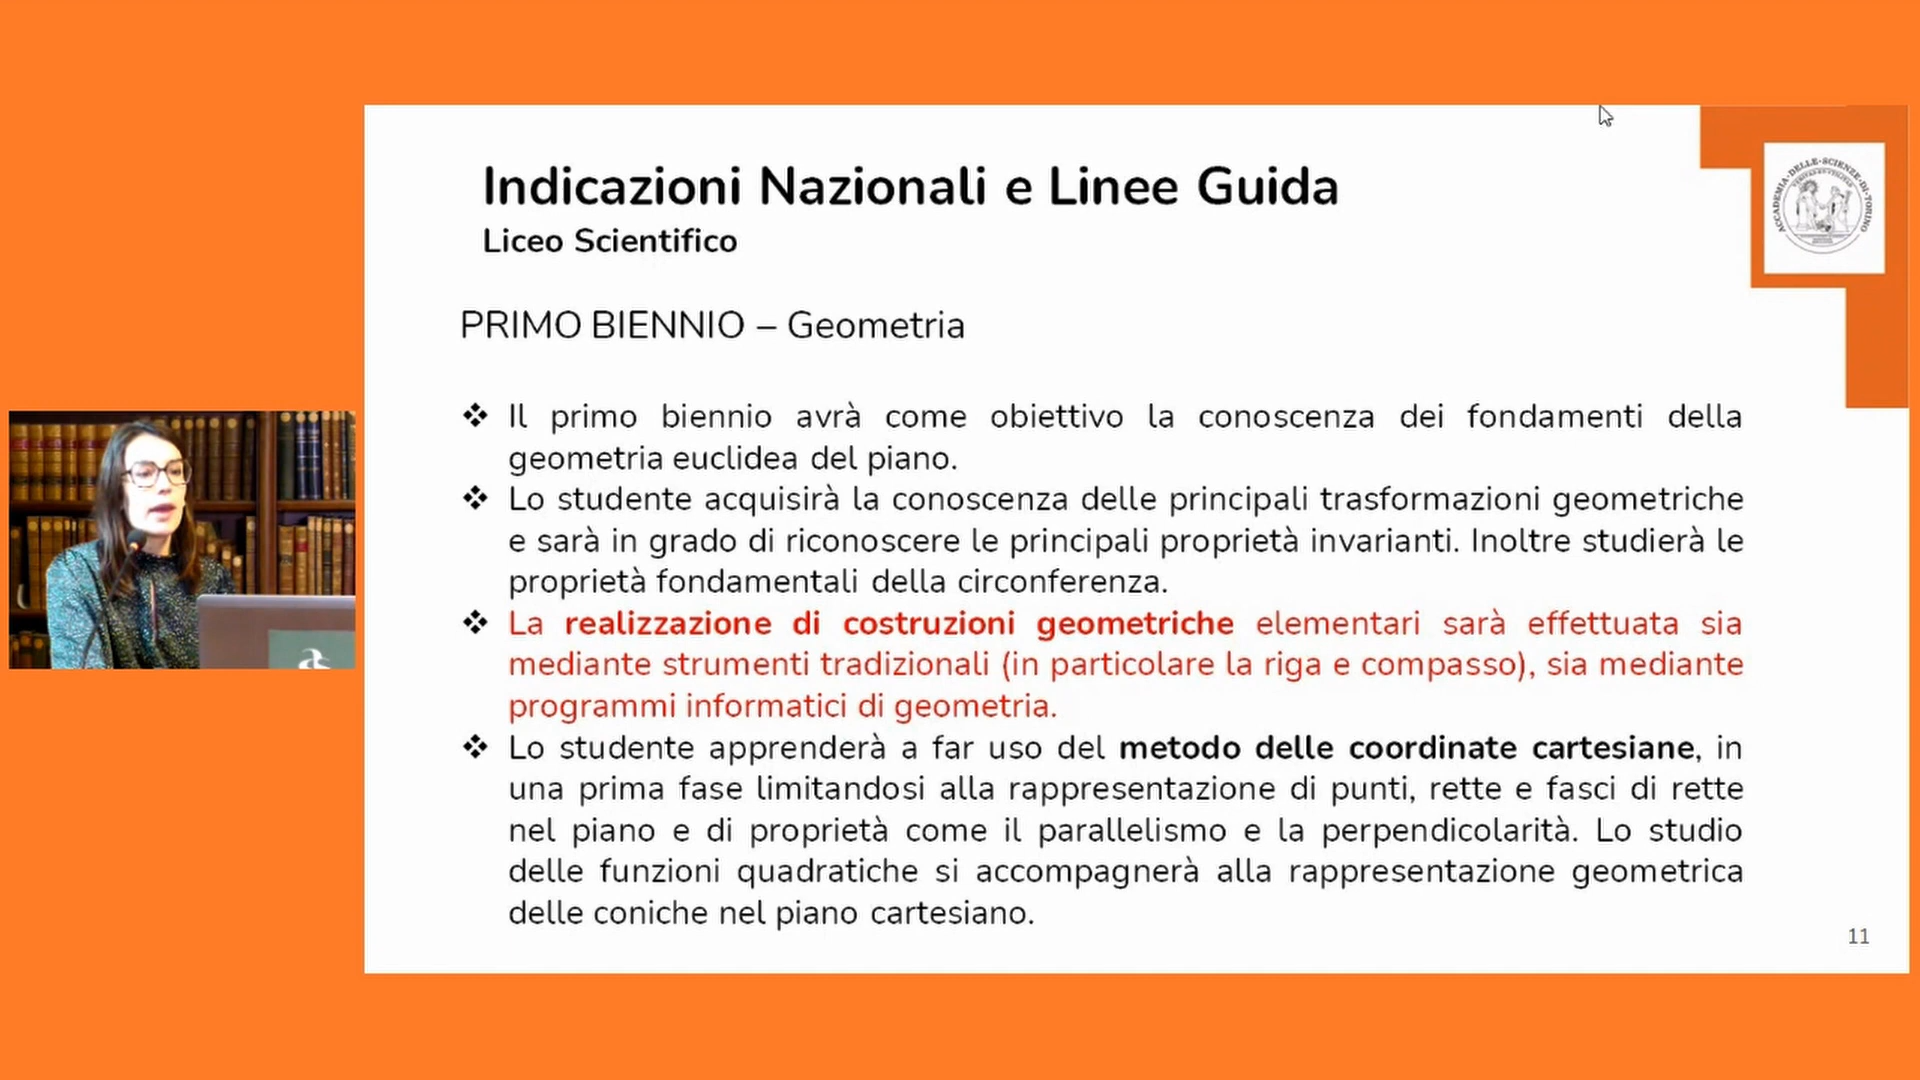 Indicazioni Nazionali e Linee Guida
Liceo Scientifico
ACCADEMIA·DELLE·SCIENZE·DI·TORINO
PRIMO BIENNIO – Geometria
❖ Il primo biennio avrà come obiettivo la conoscenza dei fondamenti della
geometria euclidea del piano.
❖ Lo studente acquisirà la conoscenza delle principali trasformazioni geometriche
e sarà in grado di riconoscere le principali proprietà invarianti. Inoltre studierà le
proprietà fondamentali della circonferenza.
❖ La realizzazione di costruzioni geometriche elementari sarà effettuata sia
mediante strumenti tradizionali (in particolare la riga e compasso), sia mediante
programmi informatici di geometria.
❖ Lo studente apprenderà a far uso del metodo delle coordinate cartesiane, in
una prima fase limitandosi alla rappresentazione di punti, rette e fasci di rette
nel piano e di proprietà come il parallelismo e la perpendicolarità. Lo studio
delle funzioni quadratiche si accompagnerà alla rappresentazione geometrica
delle coniche nel piano cartesiano.
11